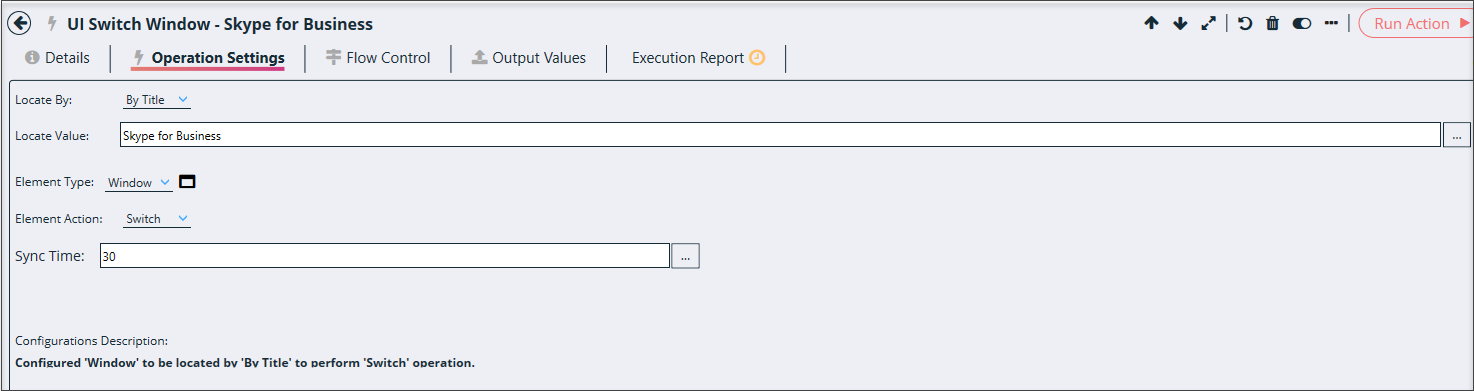 UI Switch Window - Skype for Business
Run Action
Details
Operation Settings
Flow Control
Output Values
Execution Report
Locate By: By Title
Locate Value: Skype for Business ...
Element Type: Window
Element Action: Switch
Sync Time: 30 ...
Configurations Description:
Configured 'Window' to be located by 'By Title' to perform 'Switch' operation.